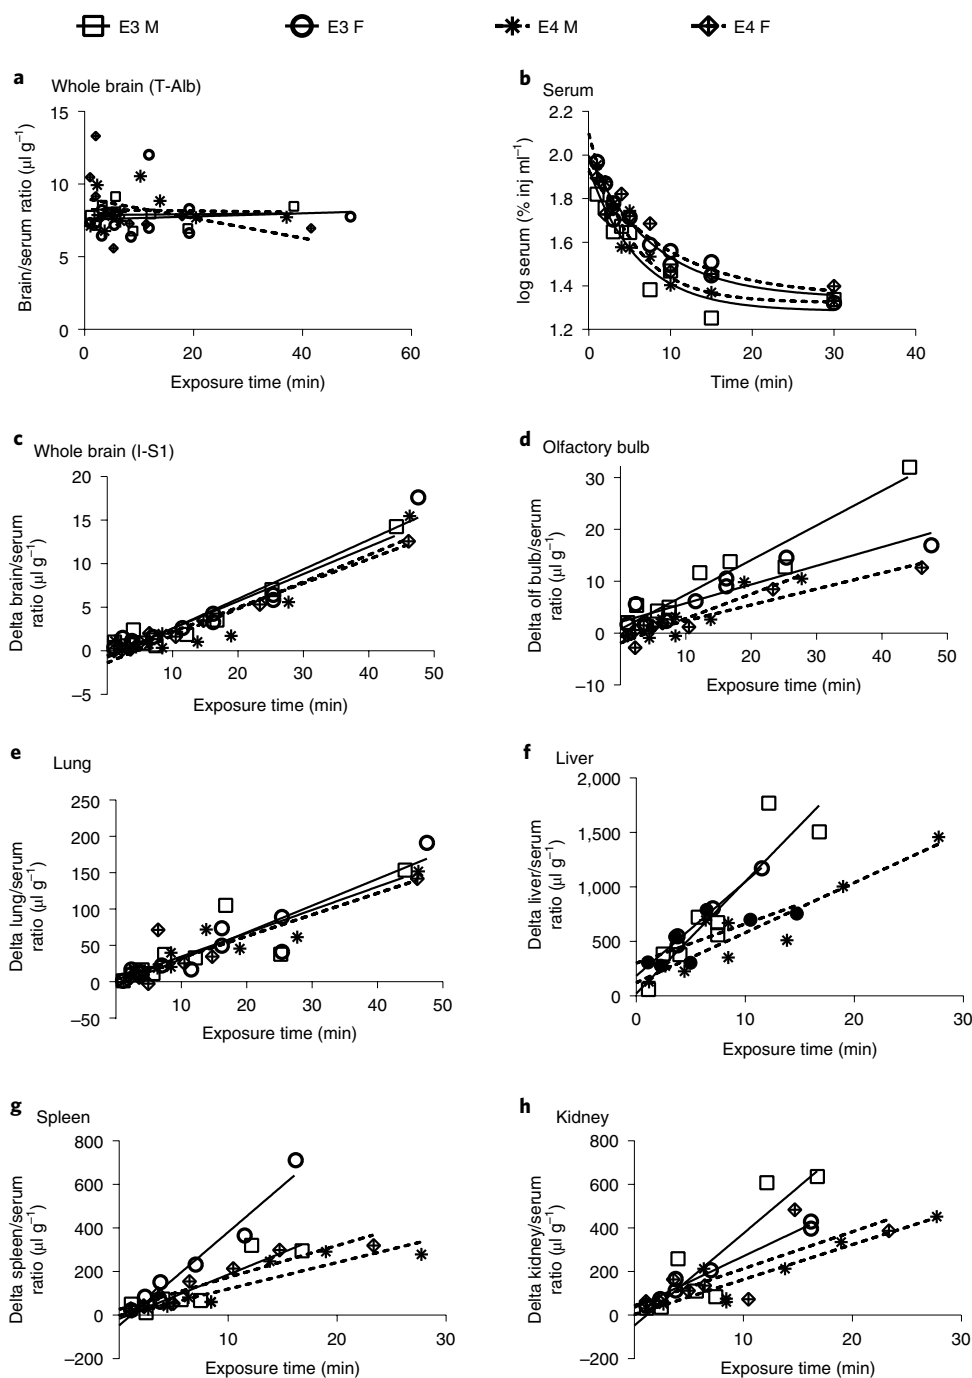 E3 M
E3 F
E4 M
E4 F
a
Whole brain (T-Alb)
Brain/serum ratio (µl g⁻¹)
15
10
5
0
0 20 40 60
Exposure time (min)
b
Serum
log serum (% inj ml⁻¹)
2.2
2.0
1.8
1.6
1.4
1.2
0 10 20 30 40
Time (min)
c
Whole brain (I-S1)
Delta brain/serum
ratio (µl g⁻¹)
20
15
10
5
0
–5
10 20 30 40 50
Exposure time (min)
d
Olfactory bulb
Delta olf bulb/serum
ratio (µl g⁻¹)
30
20
10
0
–10
10 20 30 40 50
Exposure time (min)
e
Lung
Delta lung/serum
ratio (µl g⁻¹)
250
200
150
100
50
0
–50
10 20 30 40 50
Exposure time (min)
f
Liver
Delta liver/serum
ratio (µl g⁻¹)
2,000
1,500
1,000
500
0
0 10 20 30
Exposure time (min)
g
Spleen
Delta spleen/serum
ratio (µl g⁻¹)
800
600
400
200
0
–200
10 20 30
Exposure time (min)
h
Kidney
Delta kidney/serum
ratio (µl g⁻¹)
800
600
400
200
0
–200
10 20 30
Exposure time (min)